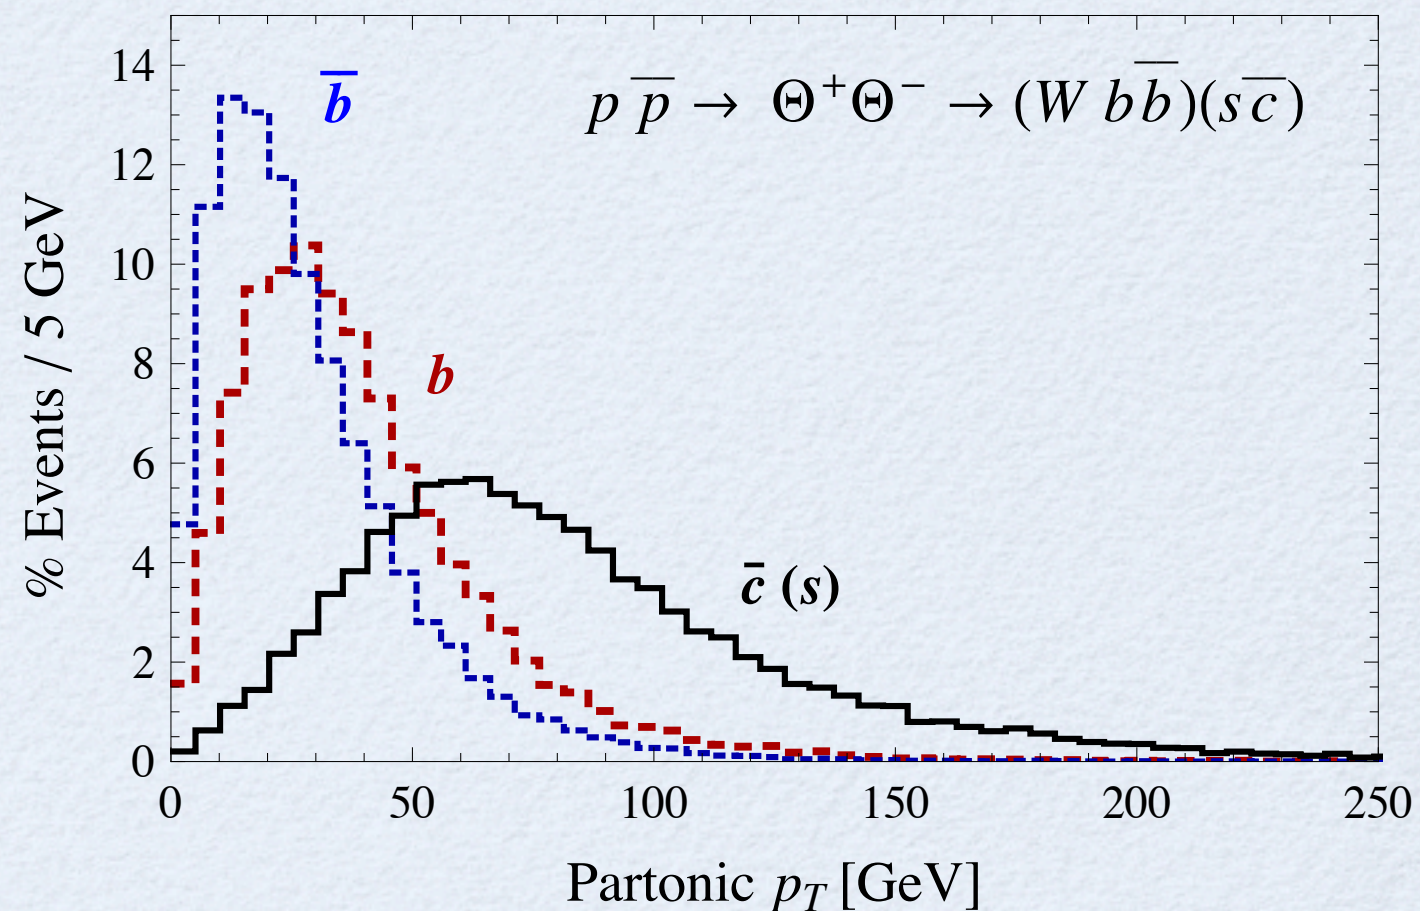 p p̅ → Θ⁺Θ⁻ → (W b b̅)(s c̅)
b̅
b
c̅ (s)
% Events / 5 GeV
14
12
10
8
6
4
2
0
0 50 100 150 200 250
Partonic p_T [GeV]